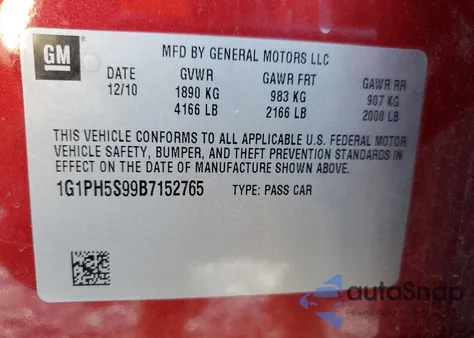 GM
MFD BY GENERAL MOTORS LLC
DATE GVWR GAWR FRT GAWR RR
12/10 1890 KG 983 KG 907 KG
4166 LB 2166 LB 2000 LB
THIS VEHICLE CONFORMS TO ALL APPLICABLE U.S. FEDERAL MOTOR
VEHICLE SAFETY, BUMPER, AND THEFT PREVENTION STANDARDS IN
EFFECT ON THE DATE OF MANUFACTURE SHOWN ABOVE.
1G1PH5S99B7152765 TYPE: PASS CAR
autoSnap